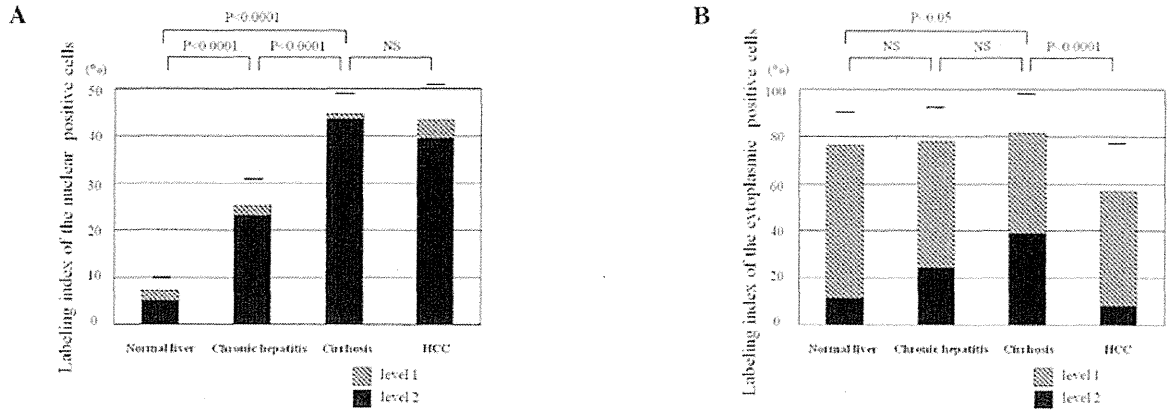 A
P<0.0001
P<0.0001
P<0.0001
NS
(%)
50
40
30
20
10
0
Labeling index of the nuclear positive cells
Normal liver
Chronic hepatitis
Cirrhosis
HCC
level 1
level 2
B
P<0.05
NS
NS
P<0.0001
(%)
100
80
60
40
20
0
Labeling index of the cytoplasmic positive cells
Normal liver
Chronic hepatitis
Cirrhosis
HCC
level 1
level 2